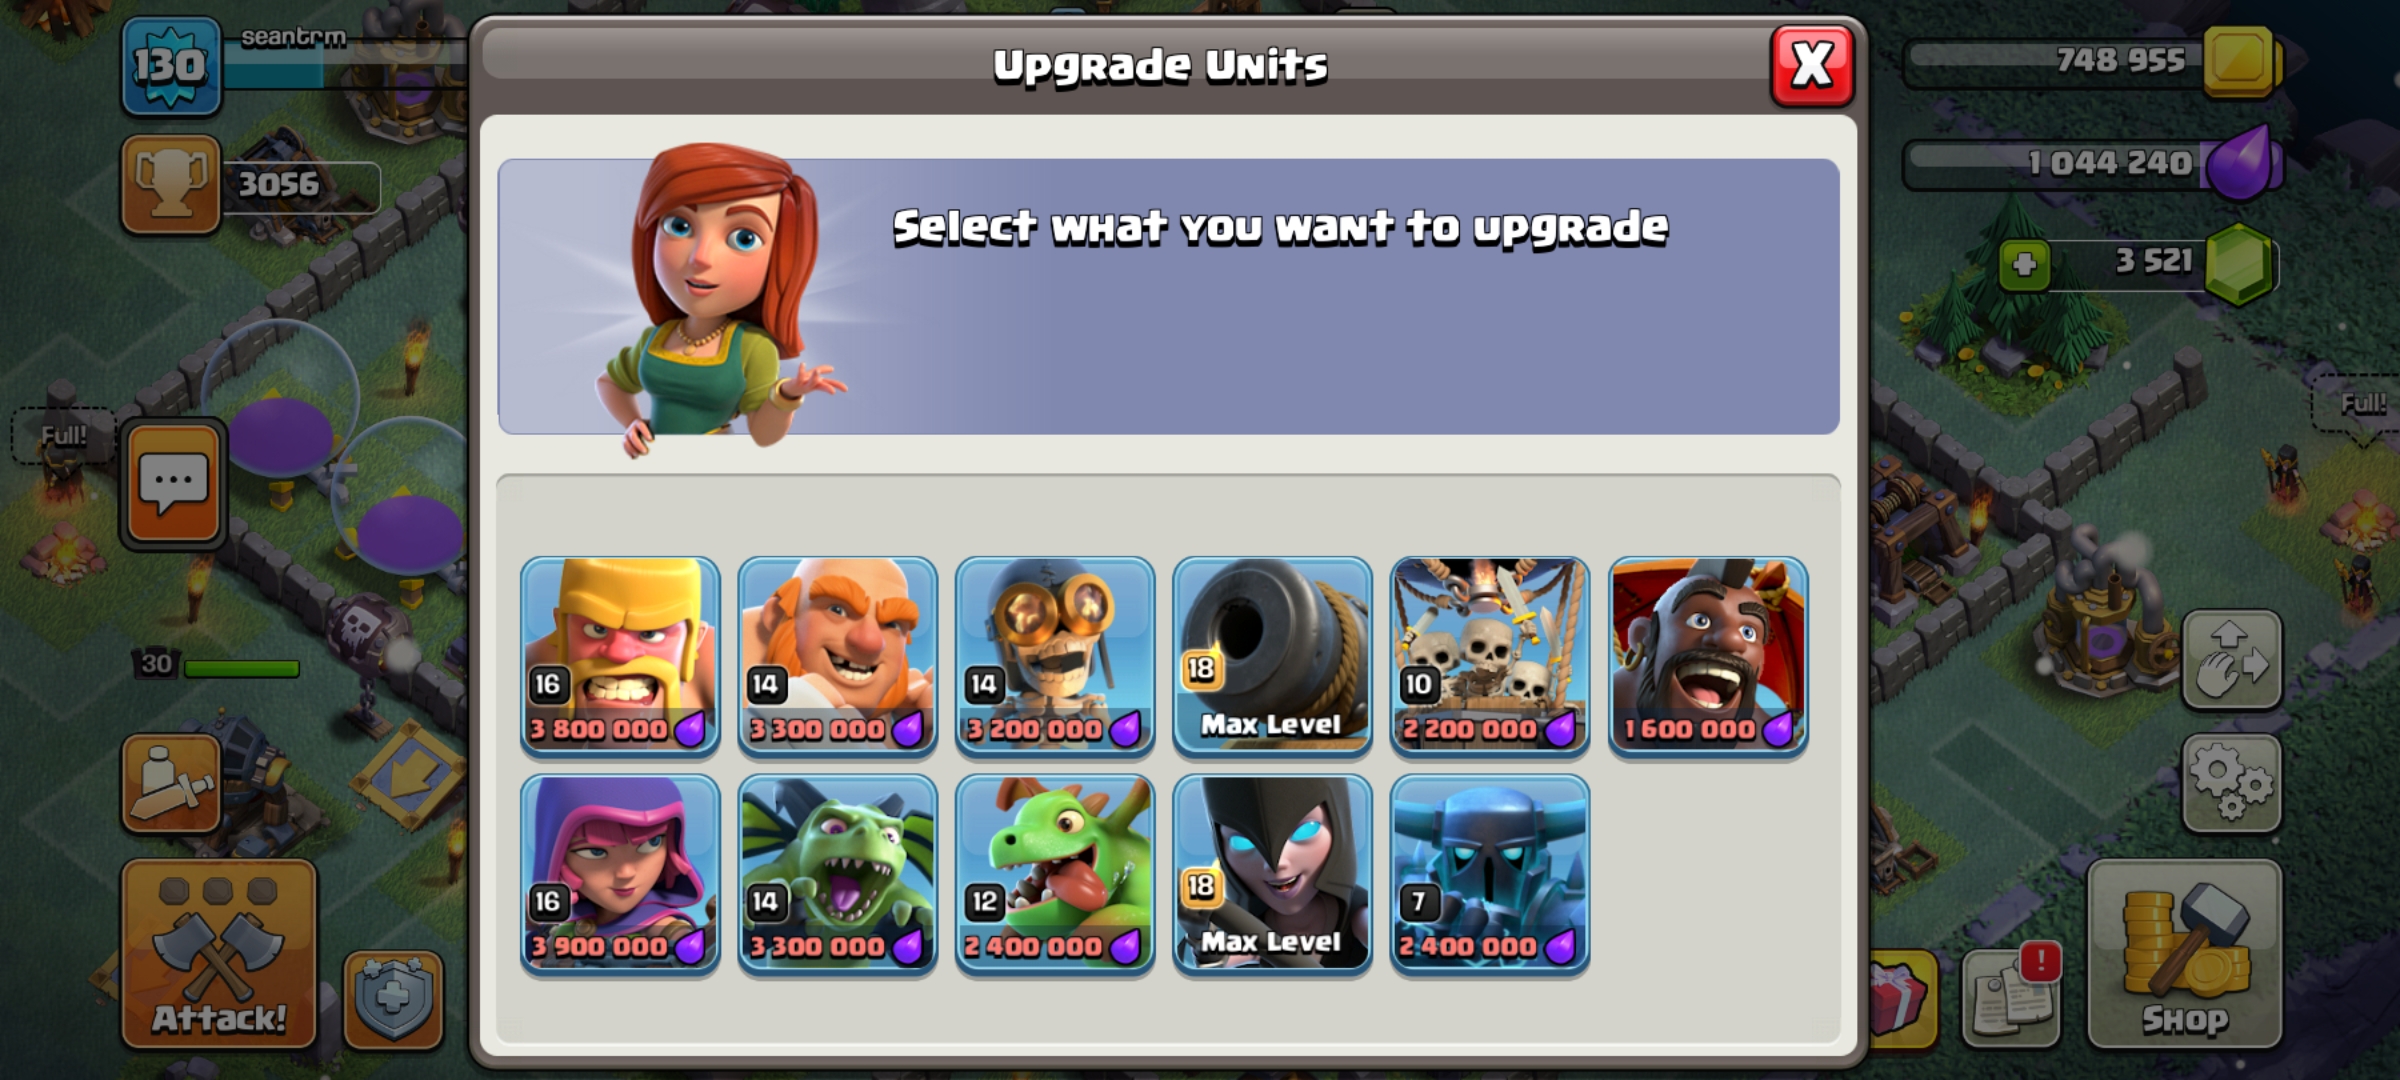 130
seantrm
Upgrade Units
X
748 955
3056
1 044 240
Select what you want to upgrade
3 521
Full!
Full!
30
16
3 800 000
14
3 300 000
14
3 200 000
18
Max Level
10
2 200 000
1 600 000
16
3 900 000
14
3 300 000
12
2 400 000
18
Max Level
7
2 400 000
!
Attack!
Shop